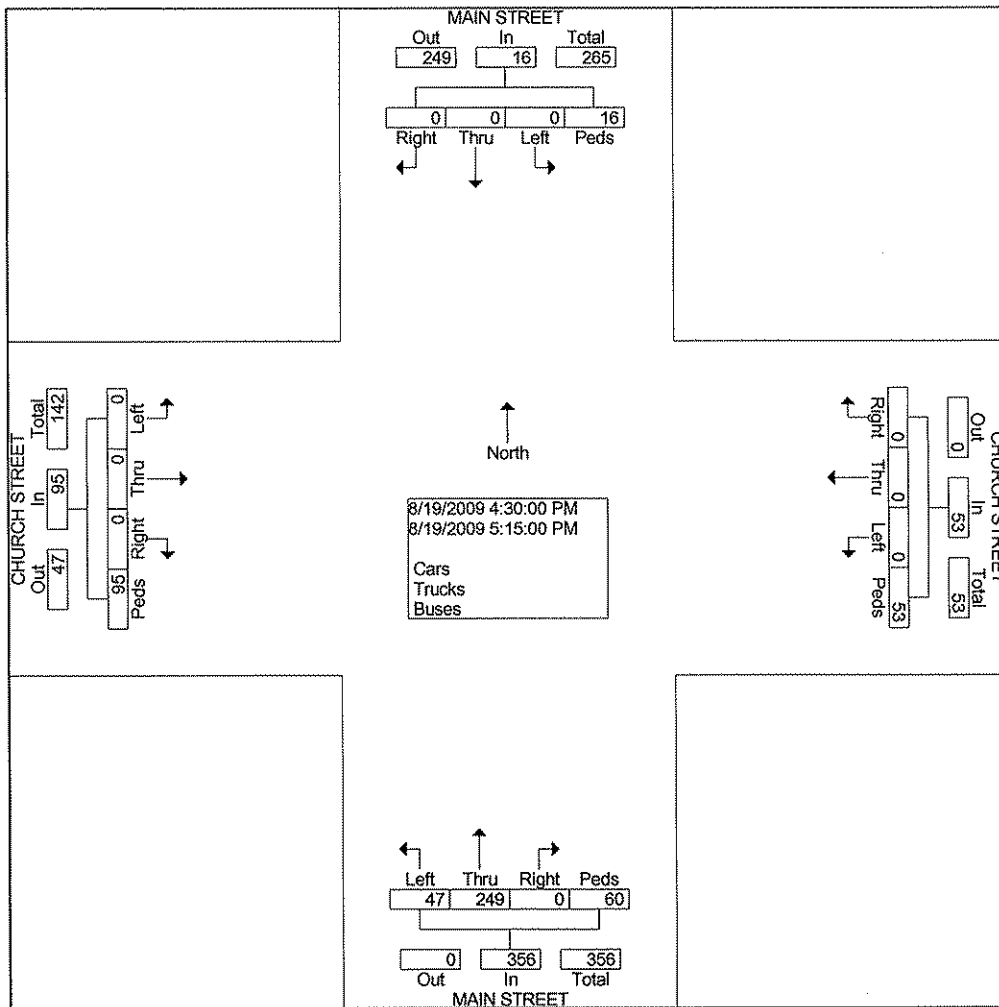 MAIN STREET
Out In Total
249 16 265
0 0 0 16
Right Thru Left Peds
CHURCH STREET
Total In Out
142 95 47
0 0 0 95
Left Thru Right Peds
North
8/19/2009 4:30:00 PM
8/19/2009 5:15:00 PM
Cars
Trucks
Buses
Right Thru Left Peds
0 0 0 53
Out In Total
0 53 53
CHURCH STREET
Left Thru Right Peds
47 249 0 60
0 356 356
Out In Total
MAIN STREET